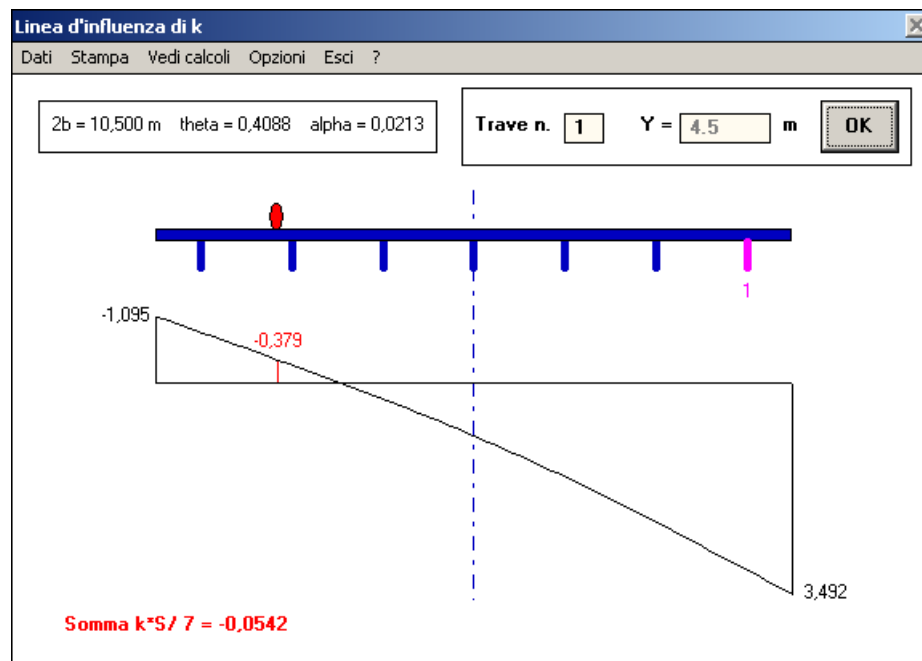 Linea d'influenza di k
Dati Stampa Vedi calcoli Opzioni Esci ?
2b = 10,500 m theta = 0,4088 alpha = 0,0213
Trave n. 1 Y = 4.5 m OK
1
-1,095
-0,379
3,492
Somma k*S/ 7 = -0,0542